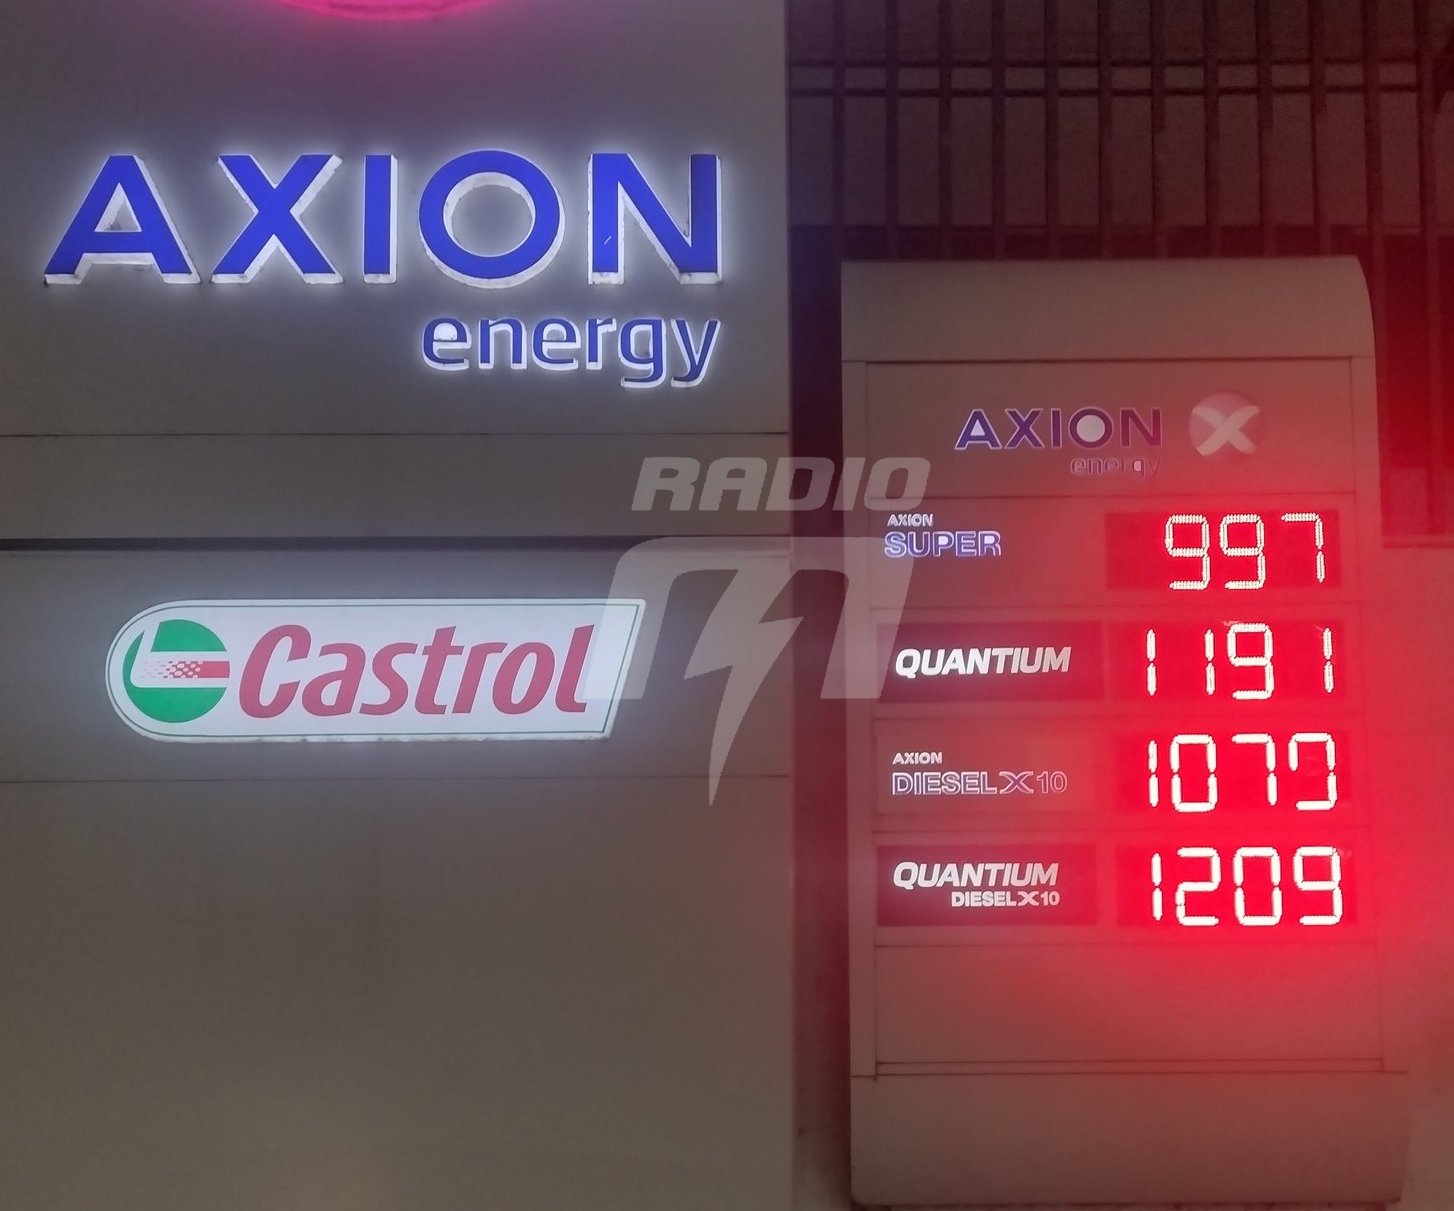 AXION
energy
Castrol
RADIO
AXION
energy
AXION
SUPER 997
QUANTIUM 1191
AXION
DIESEL X10 1079
QUANTIUM
DIESEL X10 1209